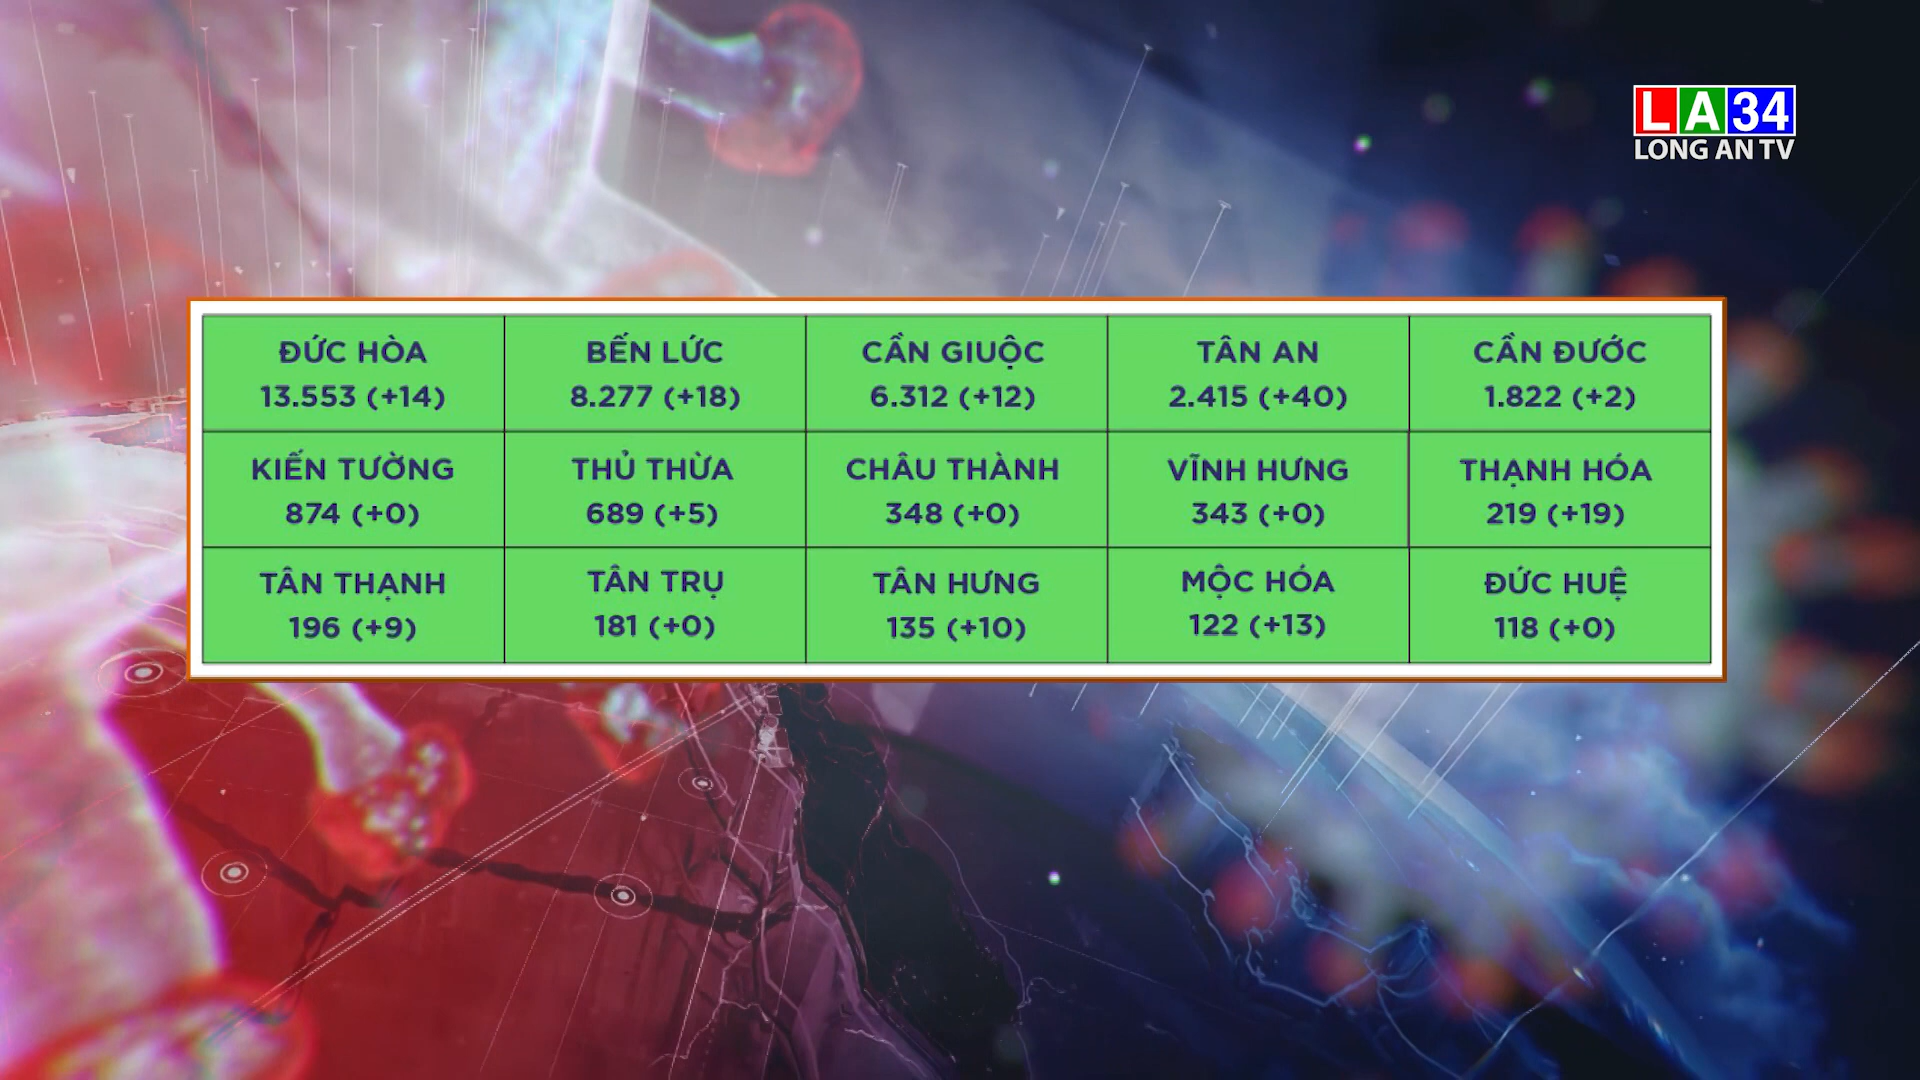 LA34
LONG AN TV
ĐỨC HÒA
13.553 (+14)
BẾN LỨC
8.277 (+18)
CẦN GIUỘC
6.312 (+12)
TÂN AN
2.415 (+40)
CẦN ĐƯỚC
1.822 (+2)
KIẾN TƯỜNG
874 (+0)
THỦ THỪA
689 (+5)
CHÂU THÀNH
348 (+0)
VĨNH HƯNG
343 (+0)
THẠNH HÓA
219 (+19)
TÂN THẠNH
196 (+9)
TÂN TRỤ
181 (+0)
TÂN HƯNG
135 (+10)
MỘC HÓA
122 (+13)
ĐỨC HUỆ
118 (+0)